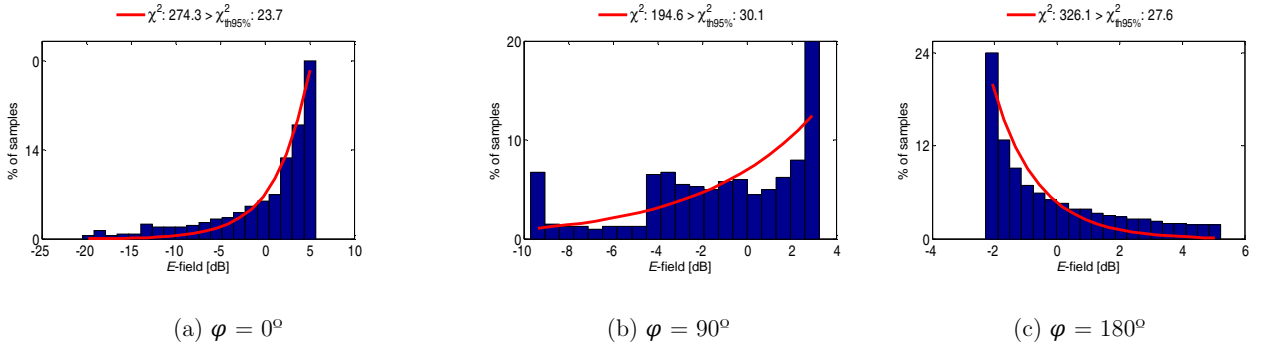 χ²: 274.3 > χ²th95%: 23.7
% of samples
0
14
0
-25 -20 -15 -10 -5 0 5 10
E-field [dB]
(a) φ = 0º
χ²: 194.6 > χ²th95%: 30.1
% of samples
20
10
0
-10 -8 -6 -4 -2 0 2 4
E-field [dB]
(b) φ = 90º
χ²: 326.1 > χ²th95%: 27.6
% of samples
24
12
0
-4 -2 0 2 4 6
E-field [dB]
(c) φ = 180º